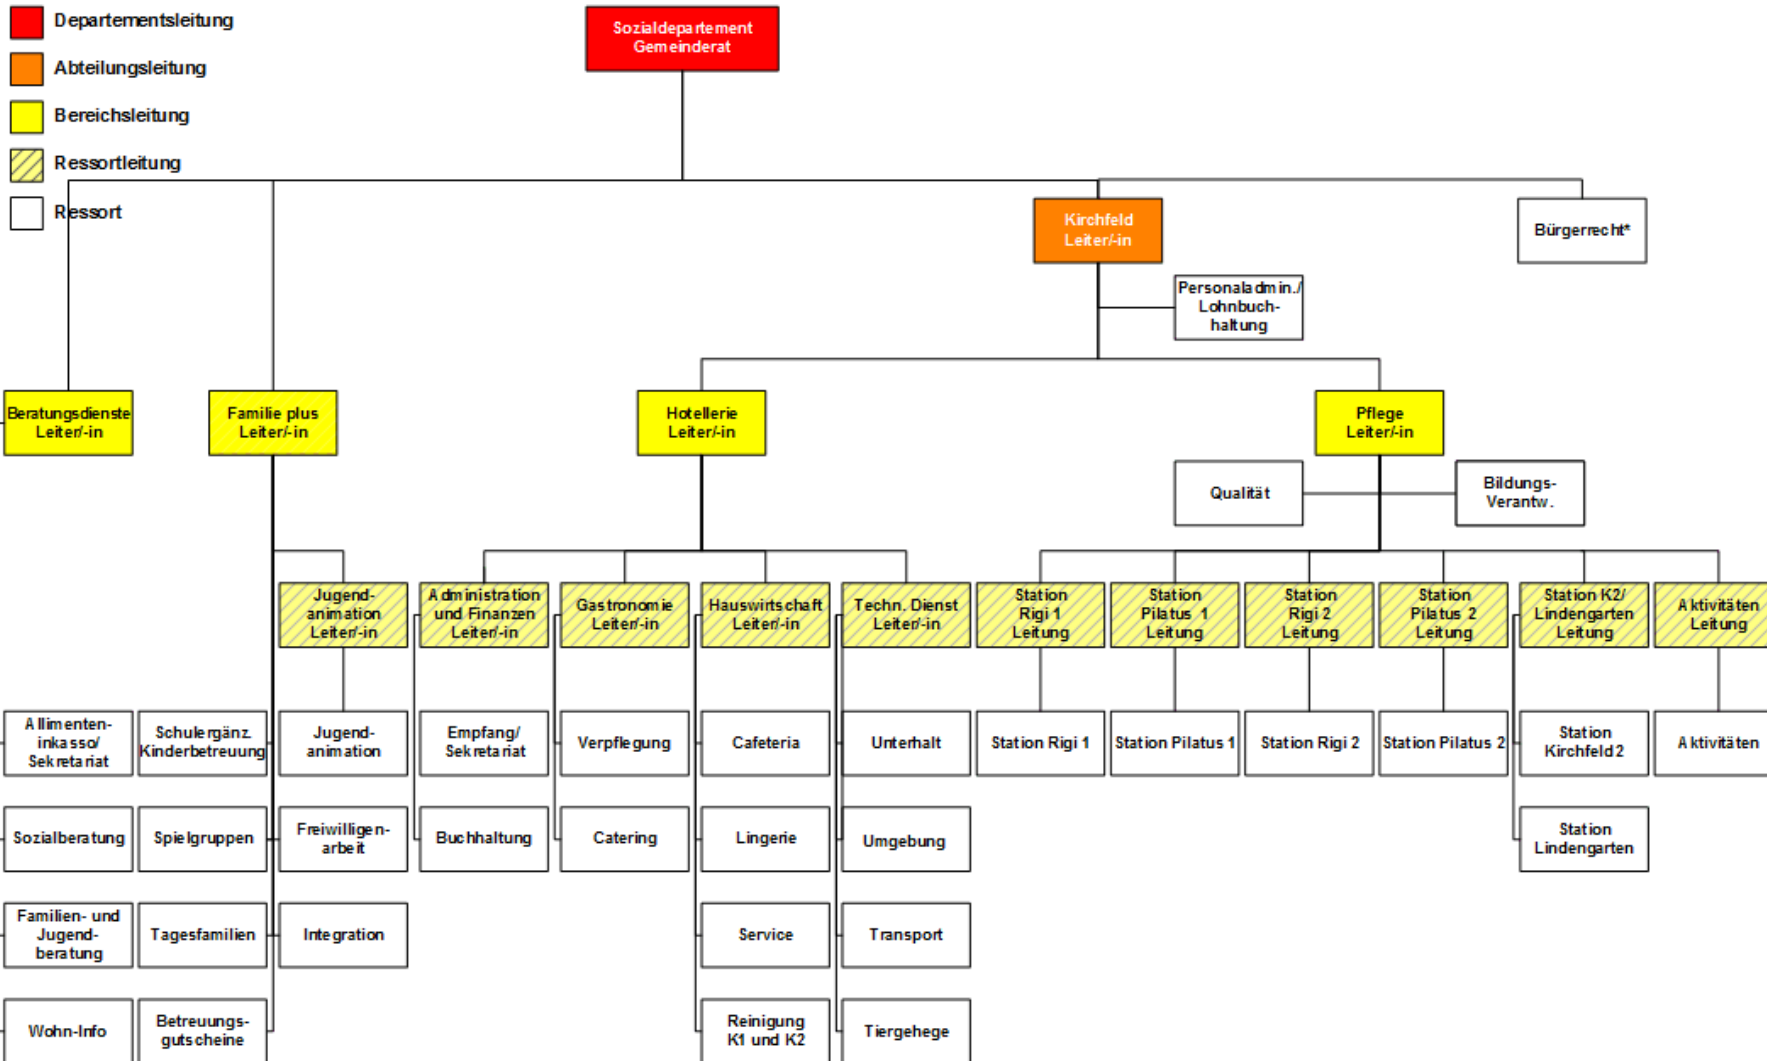 Departementsleitung
Abteilungsleitung
Bereichsleitung
Ressortleitung
Ressort
Sozialdepartement
Gemeinderat
Kirchfeld
Leiter/-in
Bürgerrecht*
Personaladmin./
Lohnbuch-
haltung
Beratungsdienste
Leiter/-in
Familie plus
Leiter/-in
Hotellerie
Leiter/-in
Pflege
Leiter/-in
Qualität
Bildungs-
Verantw.
Jugend-
animation
Leiter/-in
Administration
und Finanzen
Leiter/-in
Gastronomie
Leiter/-in
Hauswirtschaft
Leiter/-in
Techn. Dienst
Leiter/-in
Station
Rigi 1
Leitung
Station
Pilatus 1
Leitung
Station
Rigi 2
Leitung
Station
Pilatus 2
Leitung
Station K2/
Lindengarten
Leitung
Aktivitäten
Leitung
Allimenten-
inkasso/
Sekretariat
Schulergänz.
Kinderbetreuung
Jugend-
animation
Empfang/
Sekretariat
Verpflegung
Cafeteria
Unterhalt
Station Rigi 1
Station Pilatus 1
Station Rigi 2
Station Pilatus 2
Station
Kirchfeld 2
Aktivitäten
Sozialberatung
Spielgruppen
Freiwilligen-
arbeit
Buchhaltung
Catering
Lingerie
Umgebung
Station
Lindengarten
Familien- und
Jugend-
beratung
Tagesfamilien
Integration
Service
Transport
Wohn-Info
Betreuungs-
gutscheine
Reinigung
K1 und K2
Tiergehege